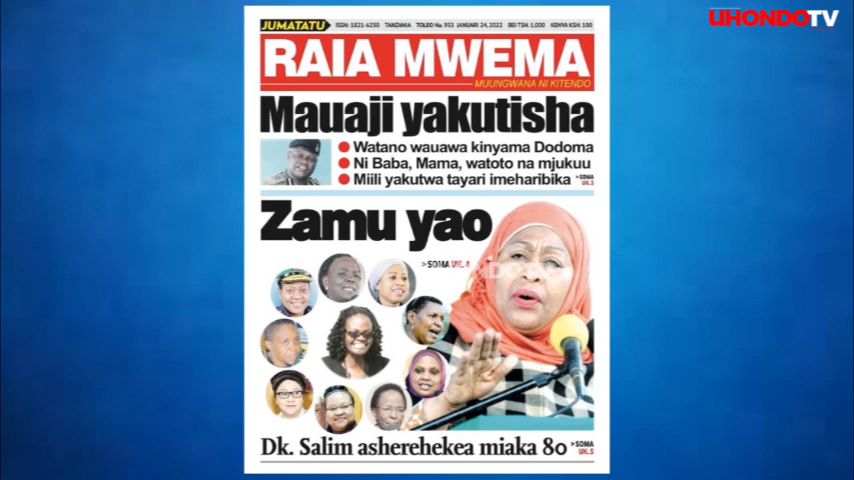 UHONDOTV
JUMATATU
ISSN: 1821-6250 TANZANIA TOLEO No. 953 JANUARI 24, 2022 BEI TSH. 1,000 KENYA KSH. 100
RAIA MWEMA
MUUNGWANA NI KITENDO
Mauaji yakutisha
Watano wauawa kinyama Dodoma
Ni Baba, Mama, watoto na mjukuu
Miili yakutwa tayari imeharibika
>SOMA
UK.3
Zamu yao
>SOMA UK. 4
Dk. Salim asherehekea miaka 80
>SOMA
UK.5